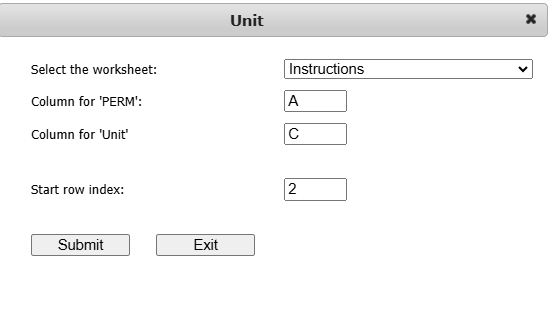 Unit
Select the worksheet: Instructions
Column for 'PERM': A
Column for 'Unit' C
Start row index: 2
Submit Exit